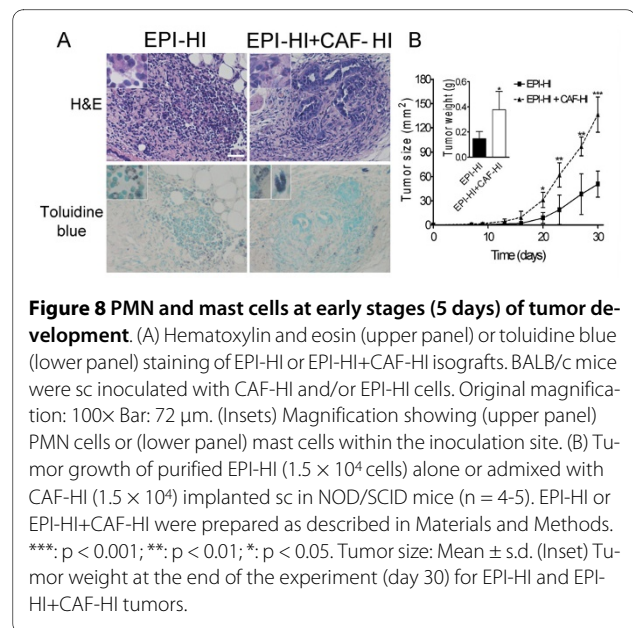 A
EPI-HI
EPI-HI+CAF- HI
H&E
Toluidine
blue
B
Tumor size (mm²)
180
150
120
90
60
30
0
0
10
20
30
Time (days)
EPI-HI
EPI-HI + CAF-HI
Tumor weight (g)
0.6
0.4
0.2
0.0
EPI-HI
EPI-HI+CAF-HI
*
*
**
**
***
Figure 8 PMN and mast cells at early stages (5 days) of tumor de-
velopment. (A) Hematoxylin and eosin (upper panel) or toluidine blue
(lower panel) staining of EPI-HI or EPI-HI+CAF-HI isografts. BALB/c mice
were sc inoculated with CAF-HI and/or EPI-HI cells. Original magnifica-
tion: 100× Bar: 72 μm. (Insets) Magnification showing (upper panel)
PMN cells or (lower panel) mast cells within the inoculation site. (B) Tu-
mor growth of purified EPI-HI (1.5 × 10⁴ cells) alone or admixed with
CAF-HI (1.5 × 10⁴) implanted sc in NOD/SCID mice (n = 4-5). EPI-HI or
EPI-HI+CAF-HI were prepared as described in Materials and Methods.
***: p < 0.001; **: p < 0.01; *: p < 0.05. Tumor size: Mean ± s.d. (Inset) Tu-
mor weight at the end of the experiment (day 30) for EPI-HI and EPI-
HI+CAF-HI tumors.